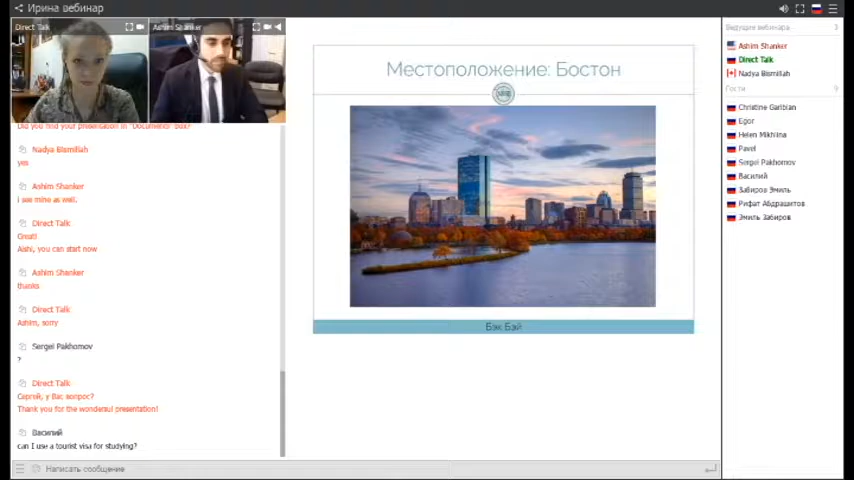 Ирина вебинар
Direct Talk
Ashim Shanker
Did you find your presentation in "Documents" box?
Nadya Bismillah
yes
Ashim Shanker
i see mine as well.
Direct Talk
Great!
Aishi, you can start now
Ashim Shanker
thanks
Direct Talk
Ashim, sorry
Sergei Pakhomov
?
Direct Talk
Сергей, у Вас вопрос?
Thank you for the wonderful presentation!
Василий
can I use a tourist visa for studying?
Написать сообщение
Местоположение: Бостон
Бэк Бэй
Ведущие вебинара 3
Ashim Shanker
Direct Talk
Nadya Bismillah
Гости 9
Christine Garibian
Egor
Helen Mikhlina
Pavel
Sergei Pakhomov
Василий
Забиров Эмиль
Рифат Абдрашитов
Эмиль Забиров